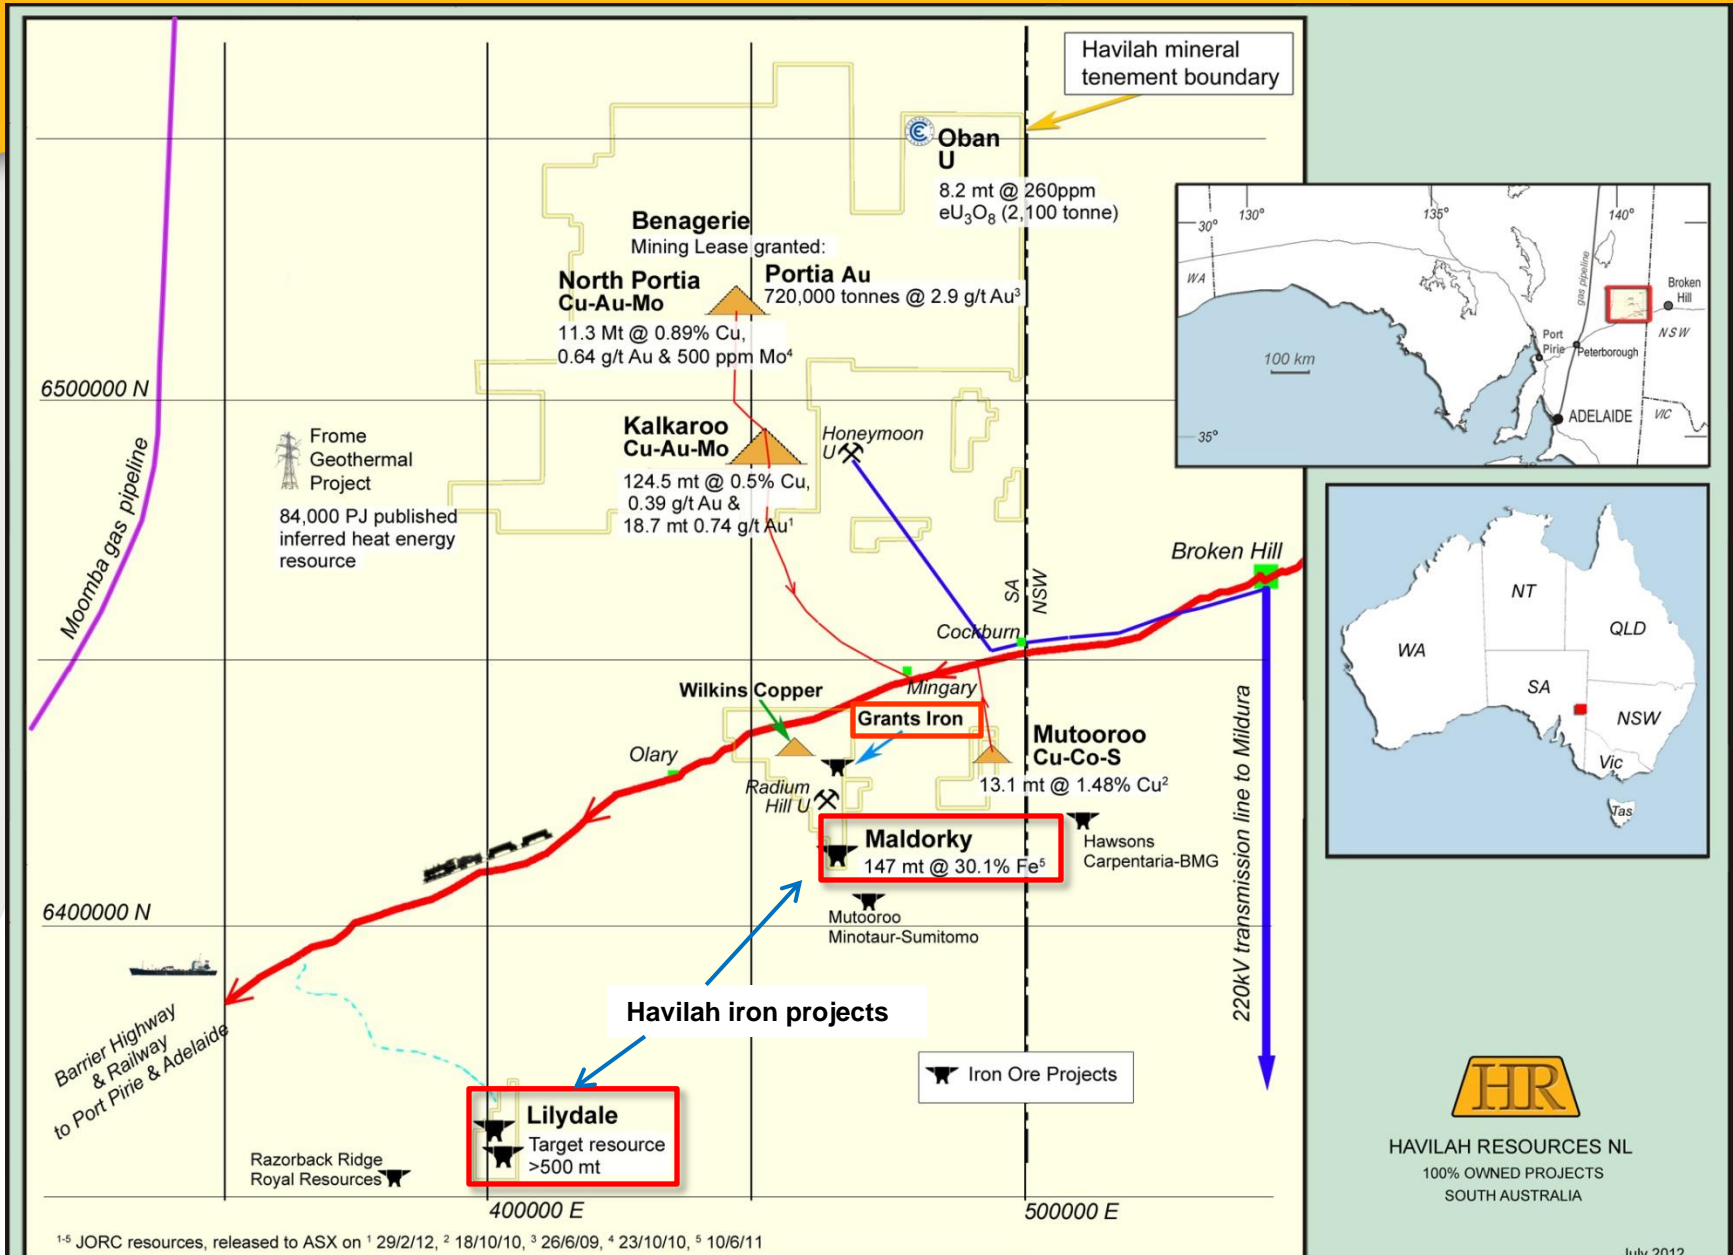 Havilah mineral
tenement boundary
Oban
U
8.2 mt @ 260ppm
eU₃O₈ (2,100 tonne)
Benagerie
Mining Lease granted:
North Portia
Cu-Au-Mo
11.3 Mt @ 0.89% Cu,
0.64 g/t Au & 500 ppm Mo⁴
Portia Au
720,000 tonnes @ 2.9 g/t Au³
6500000 N
Moomba gas pipeline
Frome
Geothermal
Project
84,000 PJ published
inferred heat energy
resource
Kalkaroo
Cu-Au-Mo
124.5 mt @ 0.5% Cu,
0.39 g/t Au &
18.7 mt 0.74 g/t Au¹
Honeymoon
U
Broken Hill
SA
NSW
Cockburn
Mingary
Wilkins Copper
Grants Iron
Olary
Radium
Hill U
Mutooroo
Cu-Co-S
13.1 mt @ 1.48% Cu²
Maldorky
147 mt @ 30.1% Fe⁵
Hawsons
Carpentaria-BMG
Mutooroo
Minotaur-Sumitomo
6400000 N
220kV transmission line to Mildura
Barrier Highway
& Railway
to Port Pirie & Adelaide
Havilah iron projects
Iron Ore Projects
Lilydale
Target resource
>500 mt
Razorback Ridge
Royal Resources
400000 E
500000 E
¹⁻⁵ JORC resources, released to ASX on ¹ 29/2/12, ² 18/10/10, ³ 26/6/09, ⁴ 23/10/10, ⁵ 10/6/11
130°
135°
140°
30°
35°
WA
gas pipeline
Broken
Hill
NSW
Port
Pirie
Peterborough
100 km
ADELAIDE
VIC
NT
QLD
WA
SA
NSW
Vic
Tas
HR
HAVILAH RESOURCES NL
100% OWNED PROJECTS
SOUTH AUSTRALIA
July 2012